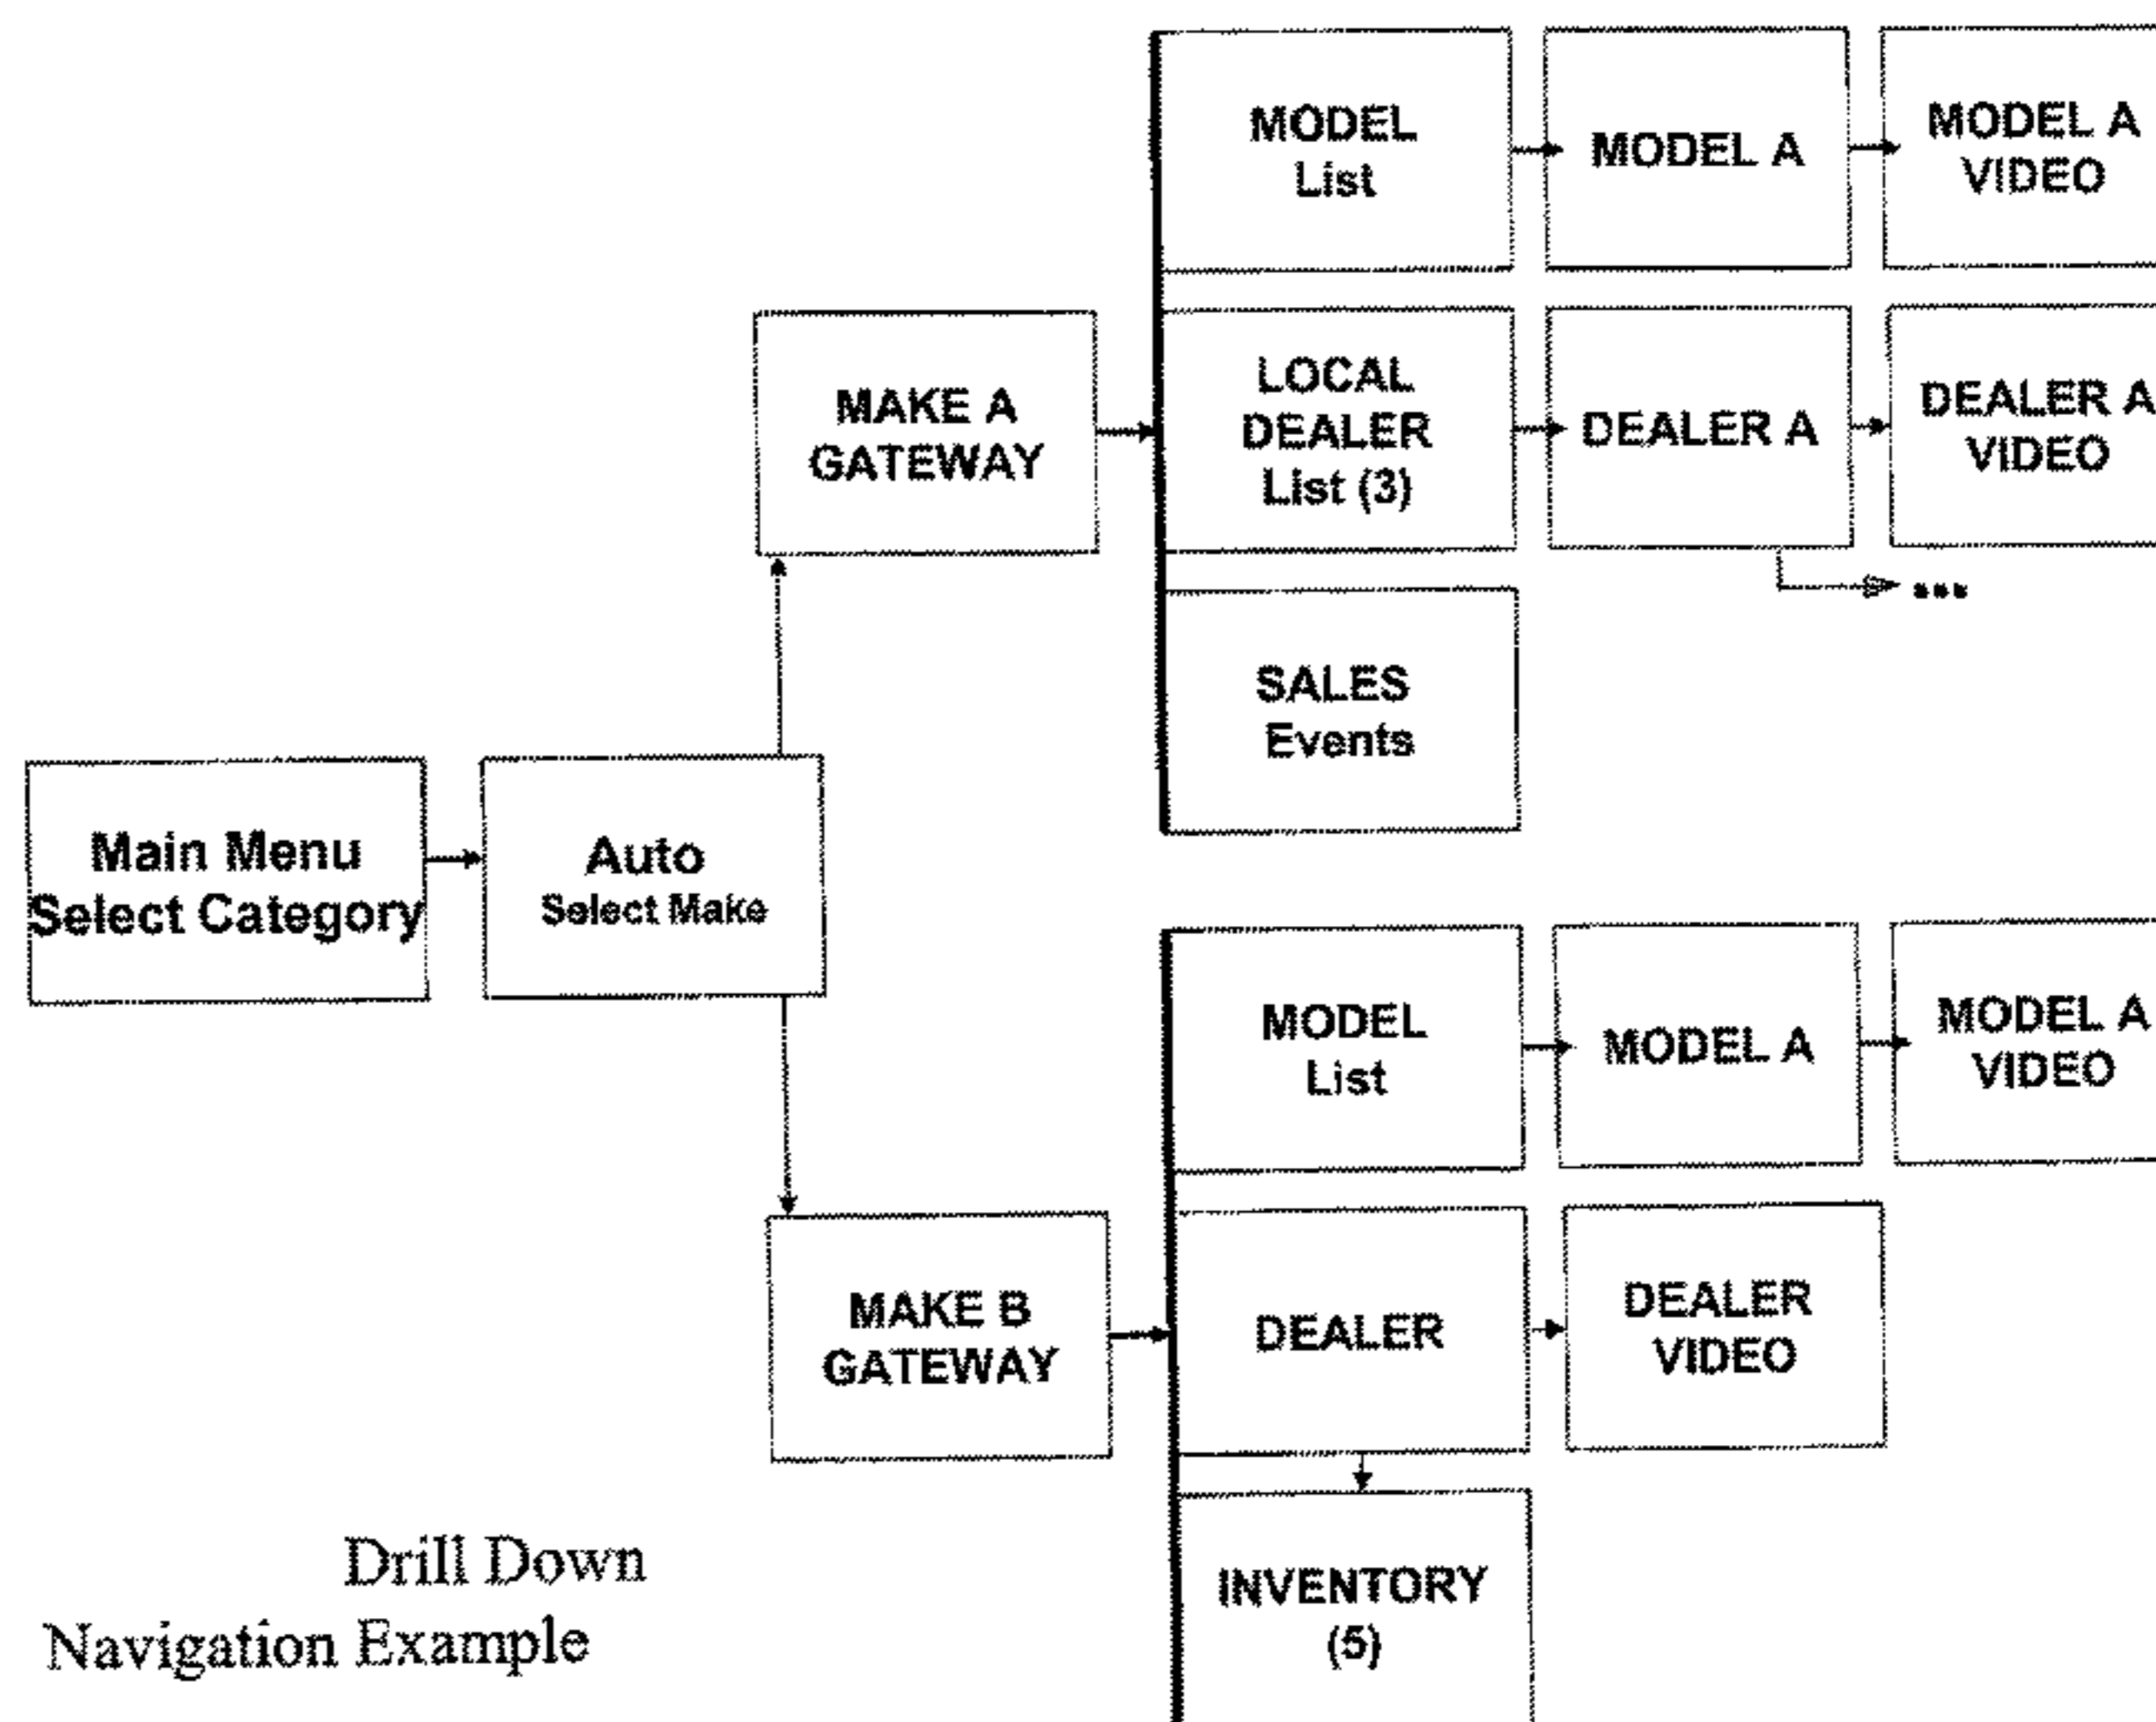 MODEL
List
MODEL A
MODEL A
VIDEO
MAKE A
GATEWAY
LOCAL
DEALER
List (3)
DEALER A
DEALER A
VIDEO
...
SALES
Events
Main Menu
Select Category
Auto
Select Make
MODEL
List
MODEL A
MODEL A
VIDEO
MAKE B
GATEWAY
DEALER
DEALER
VIDEO
INVENTORY
(5)
Drill Down
Navigation Example